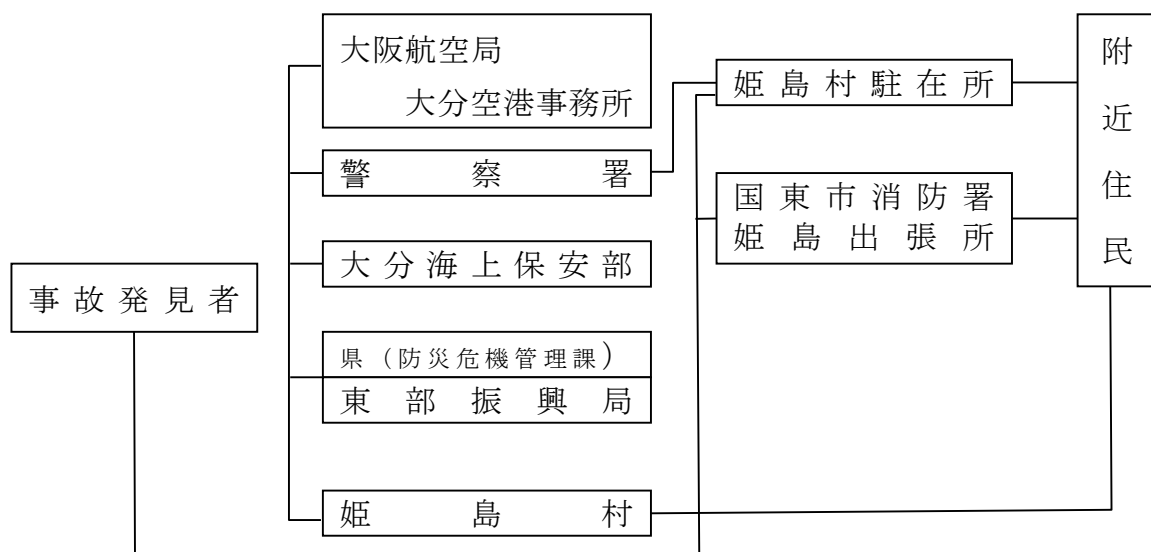 事故発見者
大阪航空局
大分空港事務所
警察署
大分海上保安部
県（防災危機管理課）
東部振興局
姫島村
姫島村駐在所
国東市消防署
姫島出張所
附近住民